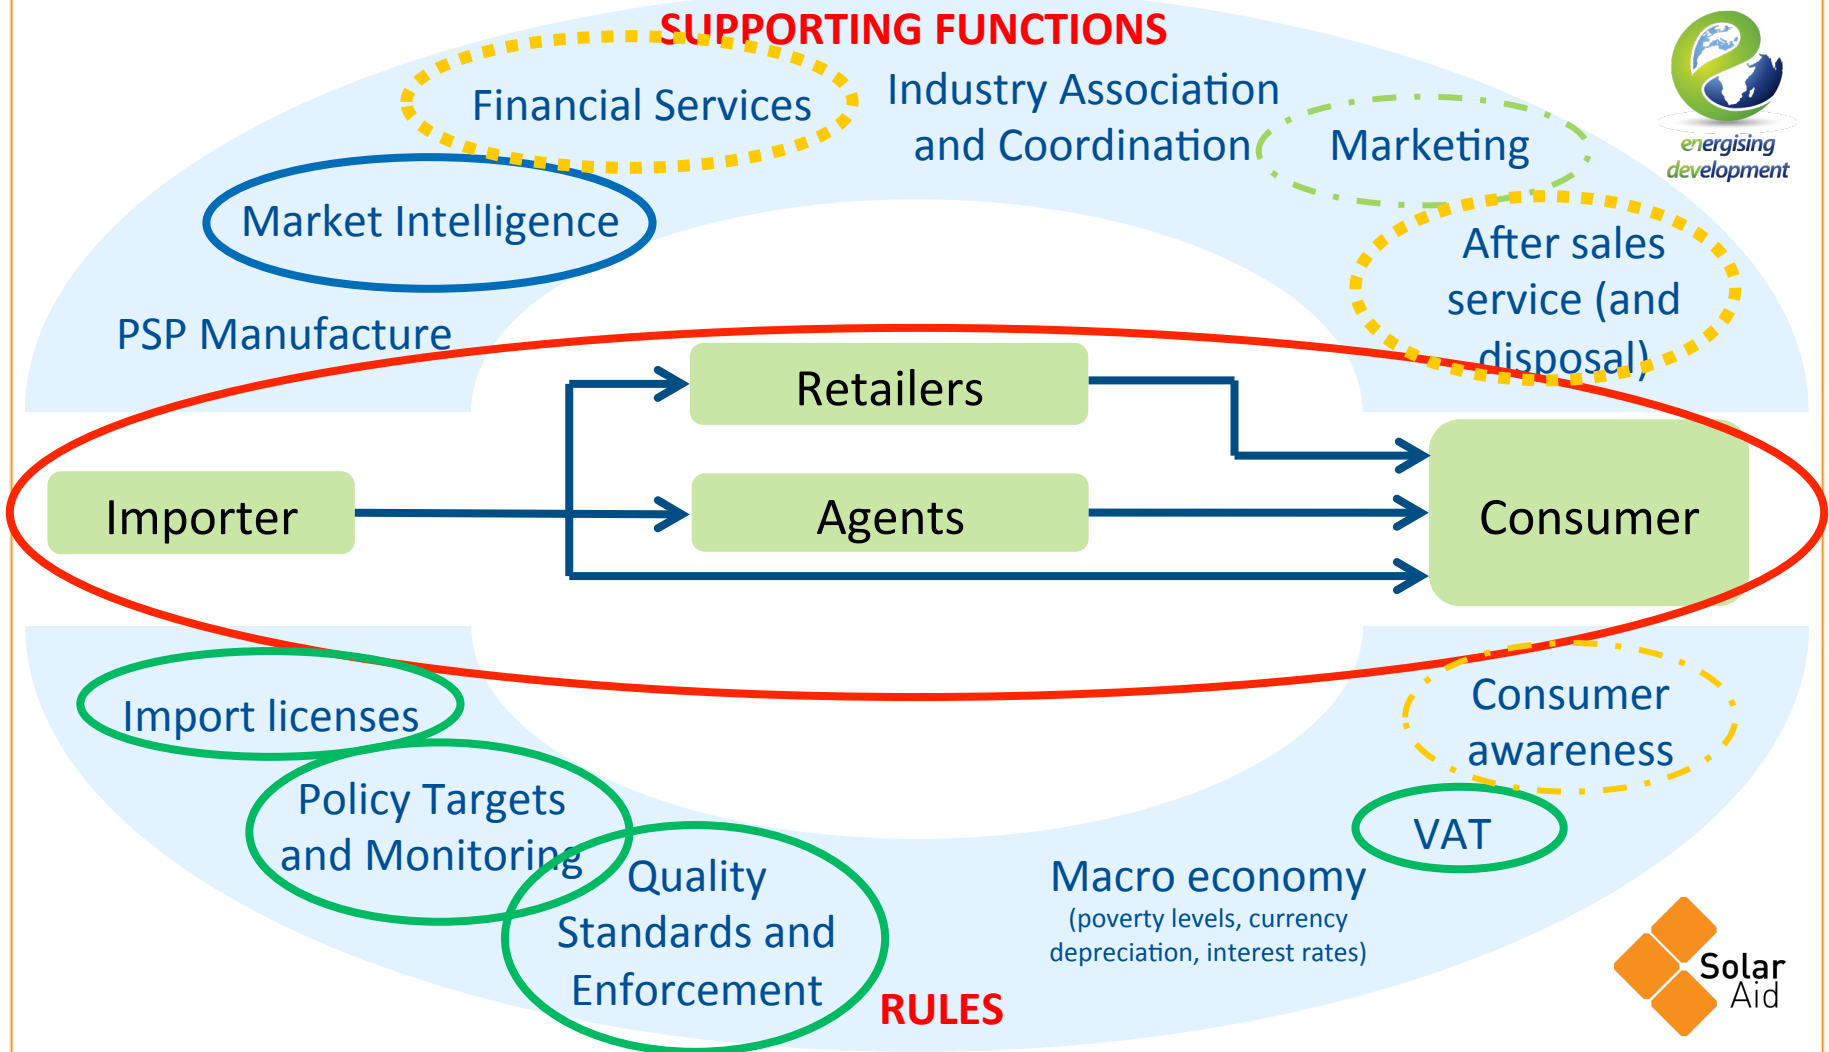 SUPPORTING FUNCTIONS
Financial Services
Industry Association
and Coordination
Marketing
energising
development
Market Intelligence
After sales
service (and
disposal)
PSP Manufacture
Retailers
Importer
Agents
Consumer
Import licenses
Consumer
awareness
Policy Targets
and Monitoring
VAT
Quality
Standards and
Enforcement
Macro economy
(poverty levels, currency
depreciation, interest rates)
RULES
Solar
Aid